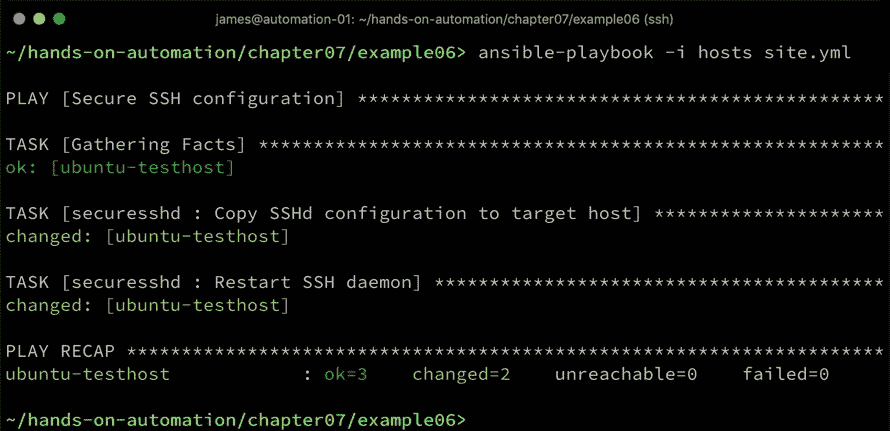 james@automation-01: ~/hands-on-automation/chapter07/example06 (ssh)
~/hands-on-automation/chapter07/example06> ansible-playbook -i hosts site.yml
PLAY [Secure SSH configuration] ************************************************
TASK [Gathering Facts] *********************************************************
ok: [ubuntu-testhost]
TASK [securesshd : Copy SSHd configuration to target host] *********************
changed: [ubuntu-testhost]
TASK [securesshd : Restart SSH daemon] *****************************************
changed: [ubuntu-testhost]
PLAY RECAP *********************************************************************
ubuntu-testhost            : ok=3    changed=2    unreachable=0    failed=0
~/hands-on-automation/chapter07/example06>